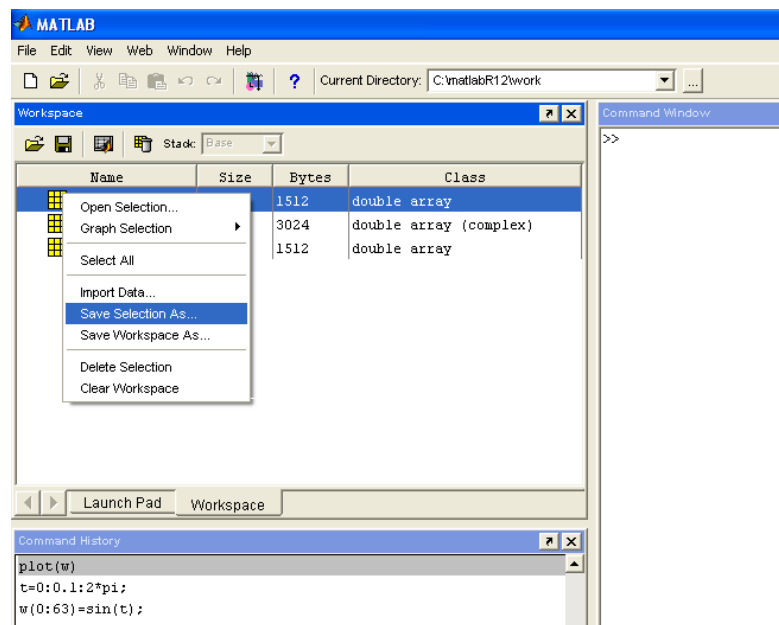 MATLAB
File Edit View Web Window Help
? Current Directory: C:\matlabR12\work ...
Workspace
Stack: Base
Name Size Bytes Class
1512 double array
3024 double array (complex)
1512 double array
Open Selection...
Graph Selection
Select All
Import Data...
Save Selection As...
Save Workspace As...
Delete Selection
Clear Workspace
Launch Pad Workspace
Command History
plot(w)
t=0:0.1:2*pi;
w(0:63)=sin(t);
Command Window
>>